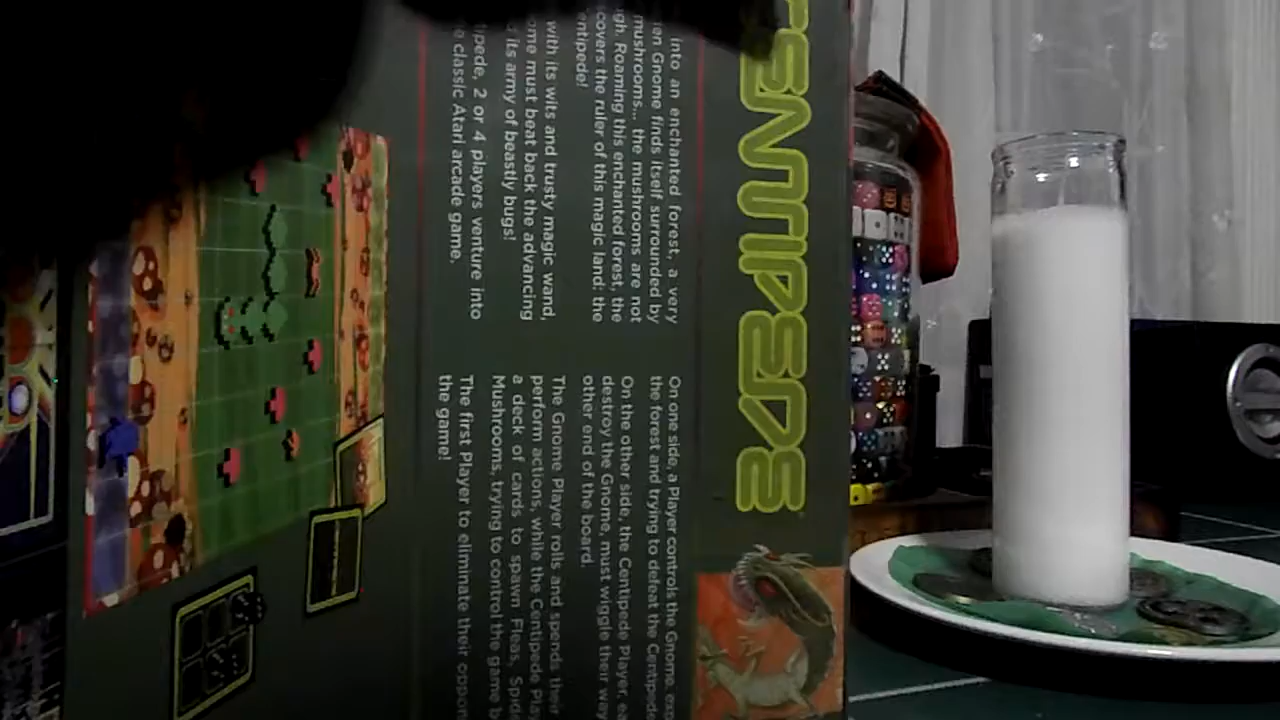 CENTIPEDE
into an enchanted forest, a very
Gnome finds itself surrounded by
mushrooms... the mushrooms are not
Roaming this enchanted forest, the
covers the ruler of this magic land: the
entipede!
with its wits and trusty magic wand,
ome must beat back the advancing
its army of beastly bugs!
ipede, 2 or 4 players venture into
classic Atari arcade game.
On one side, a Player controls the Gnome, exp
the forest and trying to defeat the Centipede
On the other side, the Centipede Player, ea
destroy the Gnome, must wiggle their way
other end of the board.
The Gnome Player rolls and spends their
perform actions, while the Centipede Play
a deck of cards to spawn Fleas, Spide
Mushrooms, trying to control the game b
The first Player to eliminate their oppon
the game!